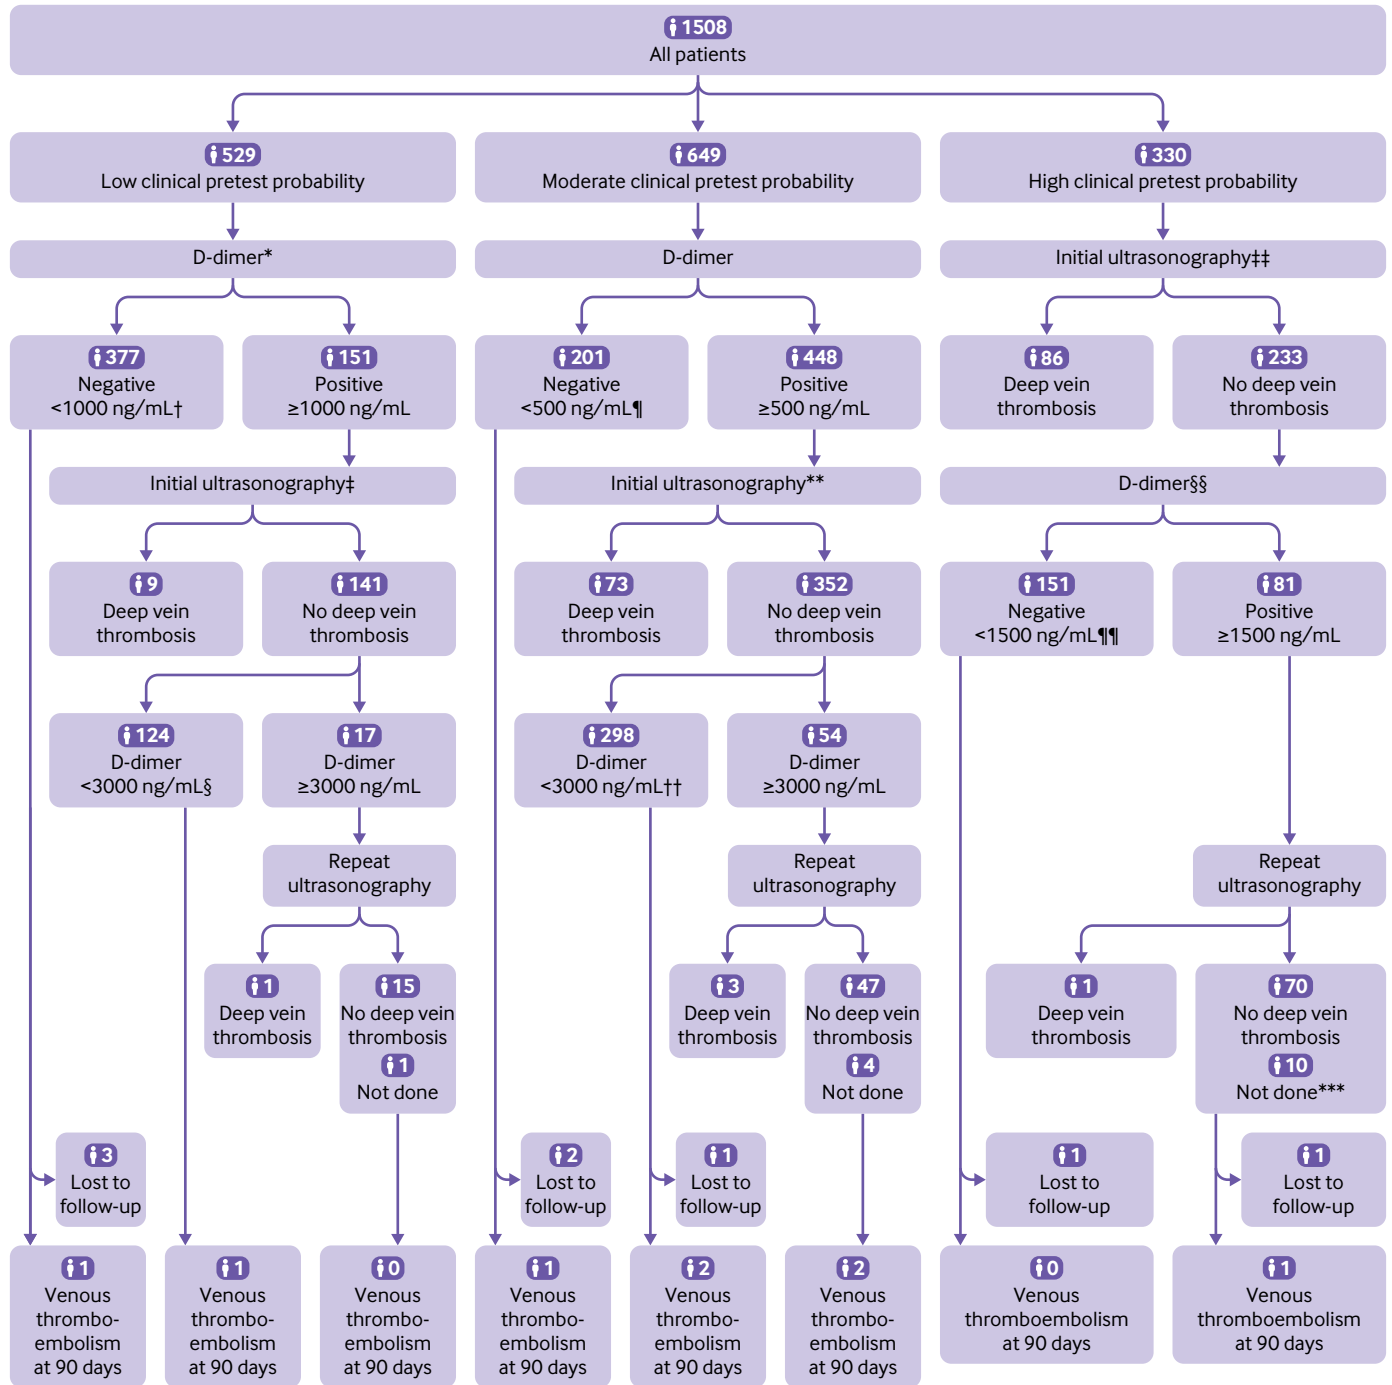 1508
All patients
529
Low clinical pretest probability
649
Moderate clinical pretest probability
330
High clinical pretest probability
D-dimer*
D-dimer
Initial ultrasonography‡‡
377
Negative
<1000 ng/mL†
151
Positive
≥1000 ng/mL
201
Negative
<500 ng/mL¶
448
Positive
≥500 ng/mL
86
Deep vein
thrombosis
233
No deep vein
thrombosis
Initial ultrasonography‡
Initial ultrasonography**
D-dimer§§
9
Deep vein
thrombosis
141
No deep vein
thrombosis
73
Deep vein
thrombosis
352
No deep vein
thrombosis
151
Negative
<1500 ng/mL¶¶
81
Positive
≥1500 ng/mL
124
D-dimer
<3000 ng/mL§
17
D-dimer
≥3000 ng/mL
298
D-dimer
<3000 ng/mL††
54
D-dimer
≥3000 ng/mL
Repeat
ultrasonography
Repeat
ultrasonography
Repeat
ultrasonography
1
Deep vein
thrombosis
15
No deep vein
thrombosis
1
Not done
3
Deep vein
thrombosis
47
No deep vein
thrombosis
4
Not done
1
Deep vein
thrombosis
70
No deep vein
thrombosis
10
Not done***
3
Lost to
follow-up
2
Lost to
follow-up
1
Lost to
follow-up
1
Lost to
follow-up
1
Lost to
follow-up
1
Venous
thrombo-
embolism
at 90 days
1
Venous
thrombo-
embolism
at 90 days
0
Venous
thrombo-
embolism
at 90 days
1
Venous
thrombo-
embolism
at 90 days
2
Venous
thrombo-
embolism
at 90 days
2
Venous
thrombo-
embolism
at 90 days
0
Venous
thromboembolism
at 90 days
1
Venous
thromboembolism
at 90 days